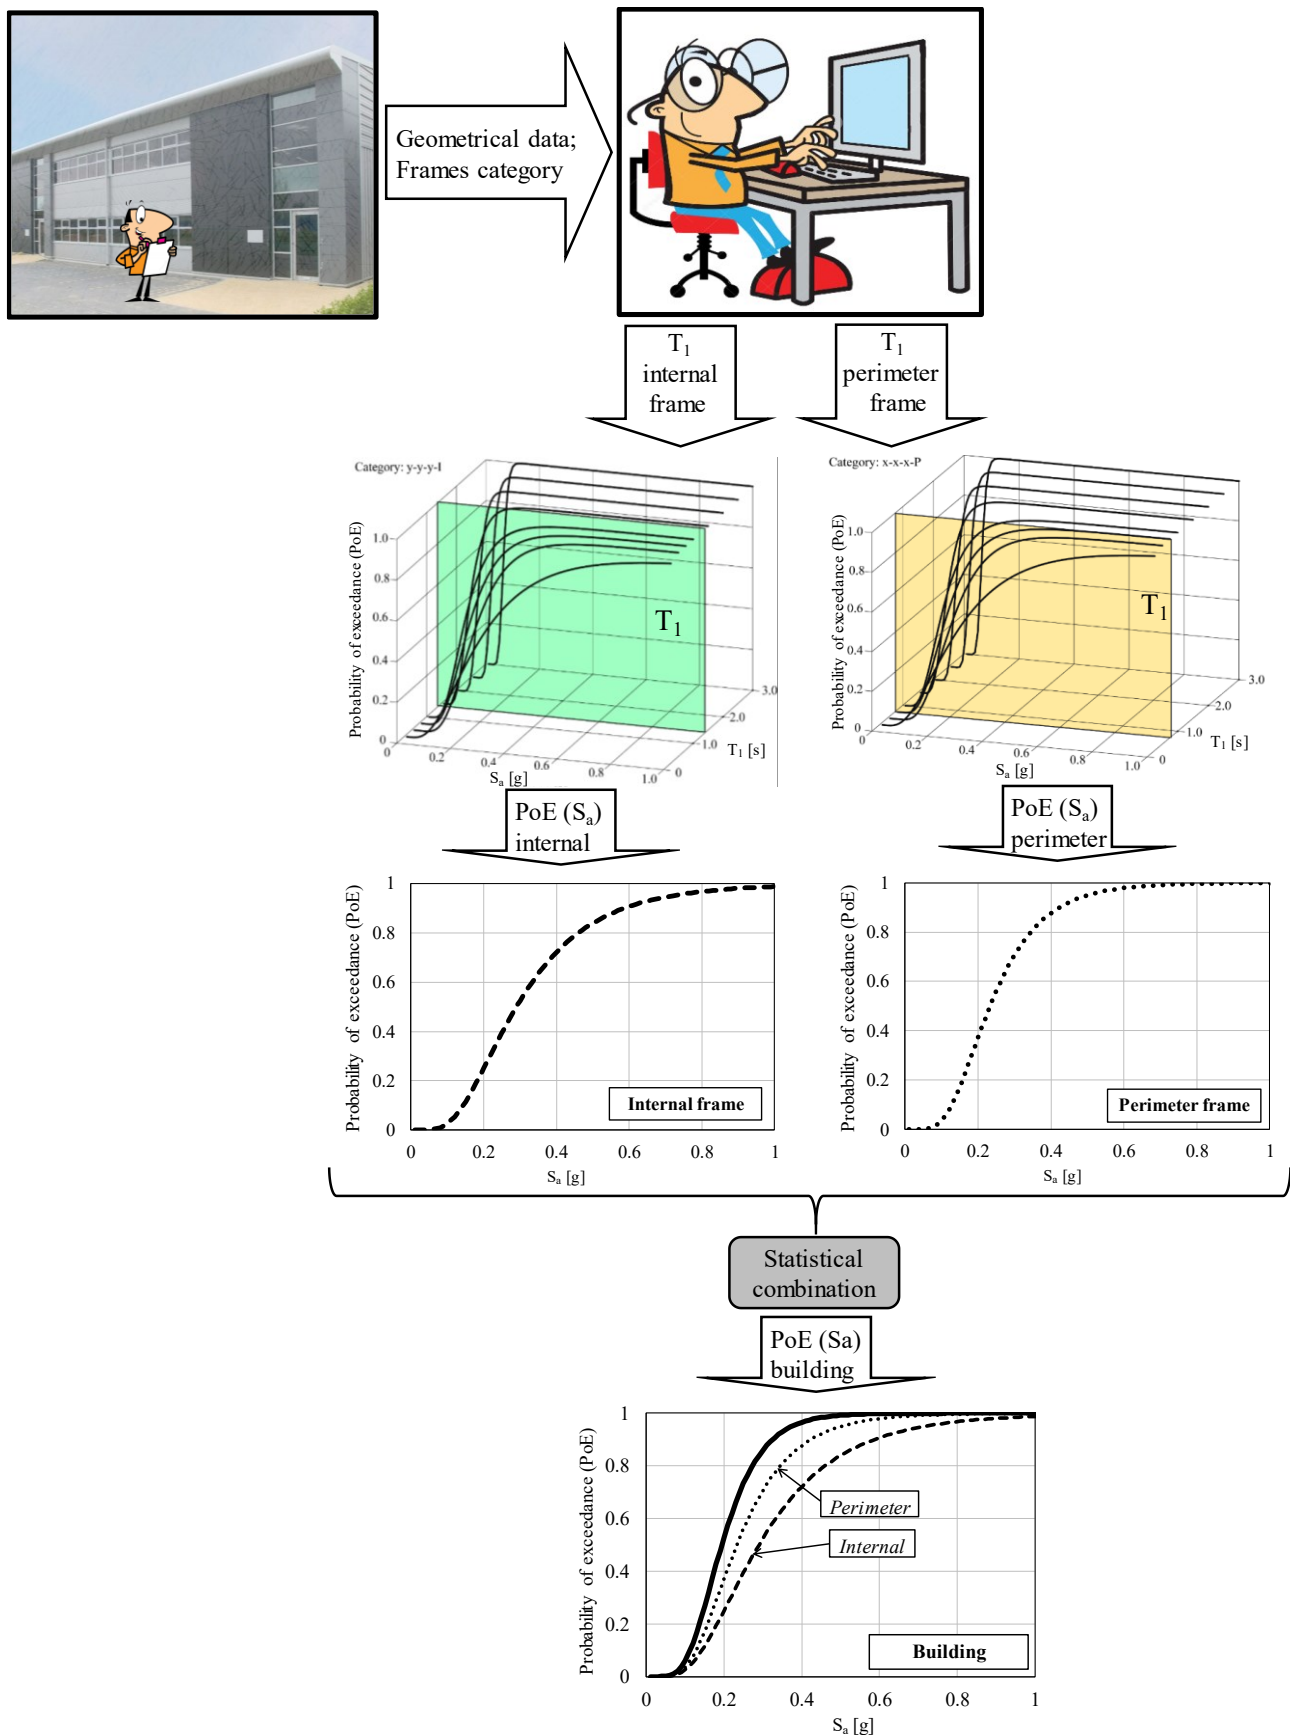 Geometrical data;
Frames category
T1
internal
frame
T1
perimeter
frame
Category: y-y-y-I
Probability of exceedance (PoE)
1.0
0.8
0.6
0.4
0.2
0
0
0.2
0.4
0.6
0.8
1.0
Sa [g]
0
1.0
2.0
3.0
T1 [s]
T1
Category: x-x-x-P
Probability of exceedance (PoE)
1.0
0.8
0.6
0.4
0.2
0
0
0.2
0.4
0.6
0.8
1.0
Sa [g]
0
1.0
2.0
3.0
T1 [s]
T1
PoE (Sa)
internal
PoE (Sa)
perimeter
Probability of exceedance (PoE)
1
0.8
0.6
0.4
0.2
0
0
0.2
0.4
0.6
0.8
1
Sa [g]
Internal frame
Probability of exceedance (PoE)
1
0.8
0.6
0.4
0.2
0
0
0.2
0.4
0.6
0.8
1
Sa [g]
Perimeter frame
Statistical
combination
PoE (Sa)
building
Probability of exceedance (PoE)
1
0.8
0.6
0.4
0.2
0
0
0.2
0.4
0.6
0.8
1
Sa [g]
Perimeter
Internal
Building